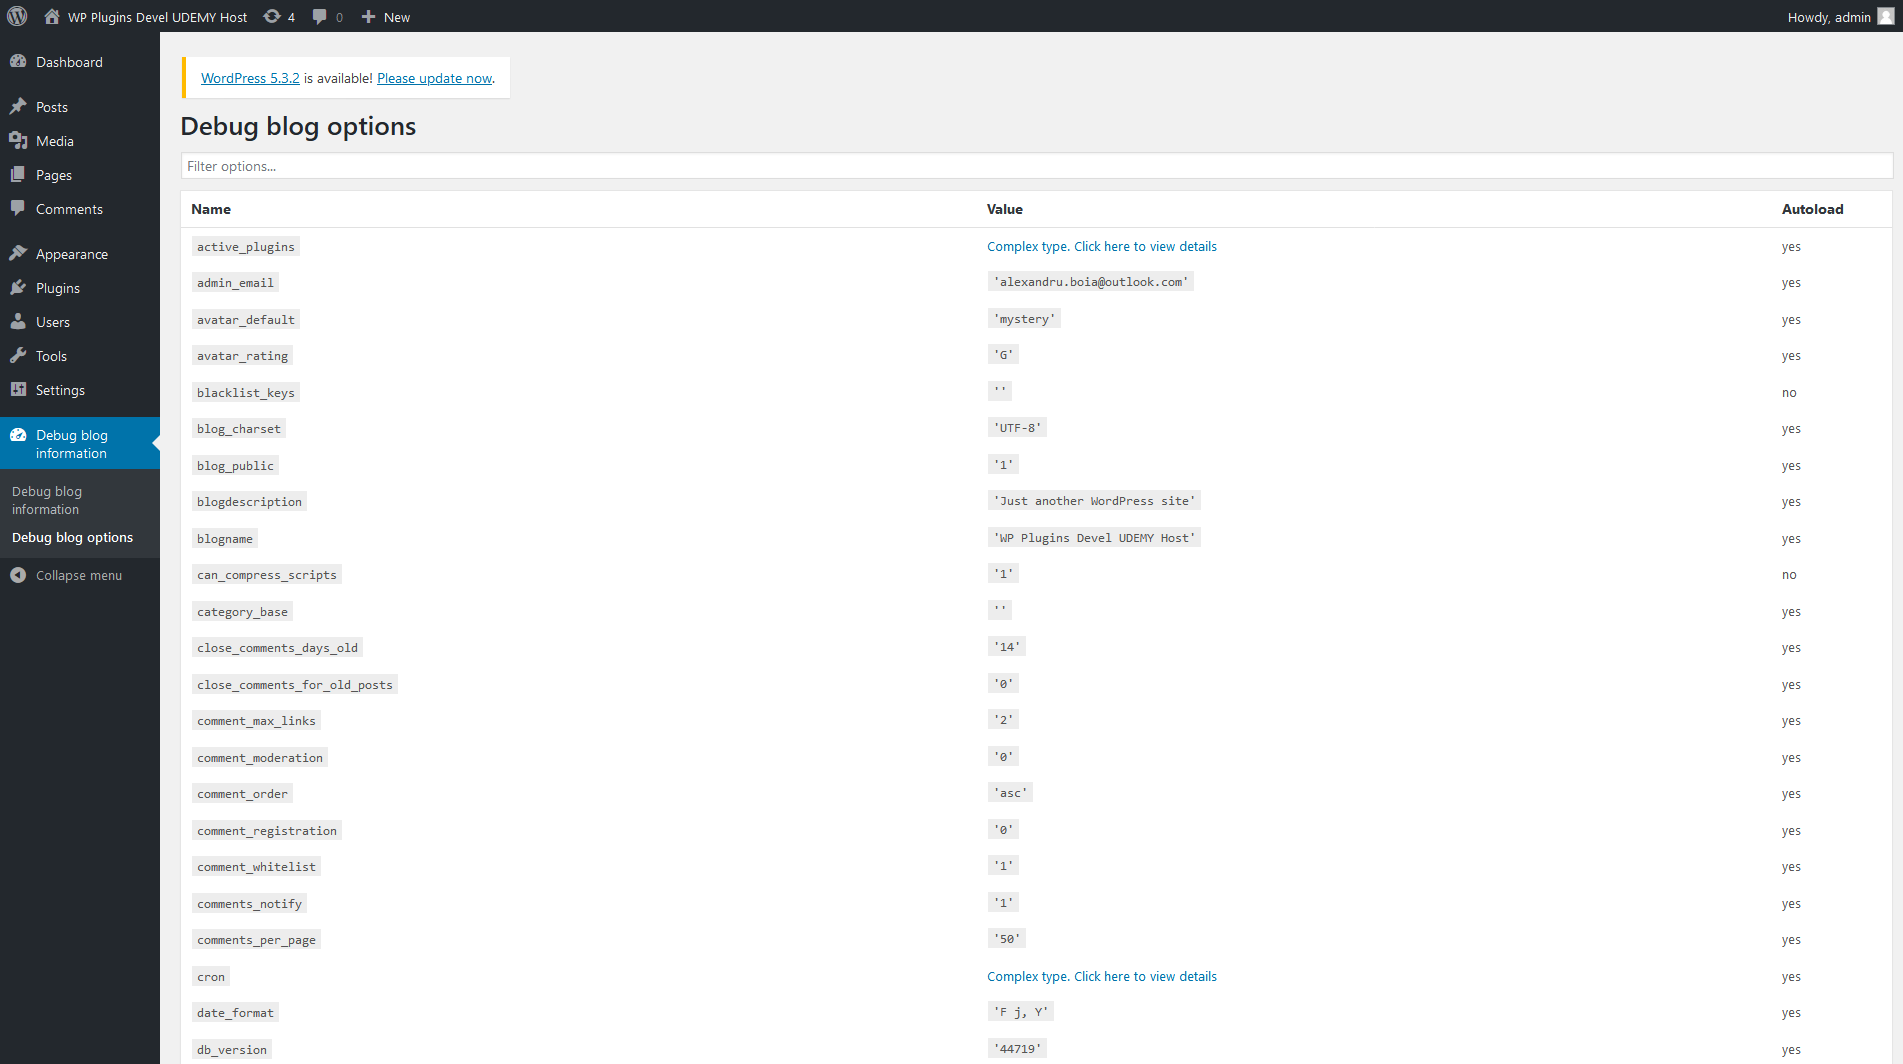 WP Plugins Devel UDEMY Host 4 0 New Howdy, admin
Dashboard
Posts
Media
Pages
Comments
Appearance
Plugins
Users
Tools
Settings
Debug blog
information
Debug blog
information
Debug blog options
Collapse menu
WordPress 5.3.2 is available! Please update now.
Debug blog options
Filter options...
Name Value Autoload
active_plugins Complex type. Click here to view details yes
admin_email 'alexandru.boia@outlook.com' yes
avatar_default 'mystery' yes
avatar_rating 'G' yes
blacklist_keys '' no
blog_charset 'UTF-8' yes
blog_public '1' yes
blogdescription 'Just another WordPress site' yes
blogname 'WP Plugins Devel UDEMY Host' yes
can_compress_scripts '1' no
category_base '' yes
close_comments_days_old '14' yes
close_comments_for_old_posts '0' yes
comment_max_links '2' yes
comment_moderation '0' yes
comment_order 'asc' yes
comment_registration '0' yes
comment_whitelist '1' yes
comments_notify '1' yes
comments_per_page '50' yes
cron Complex type. Click here to view details yes
date_format 'F j, Y' yes
db_version '44719' yes